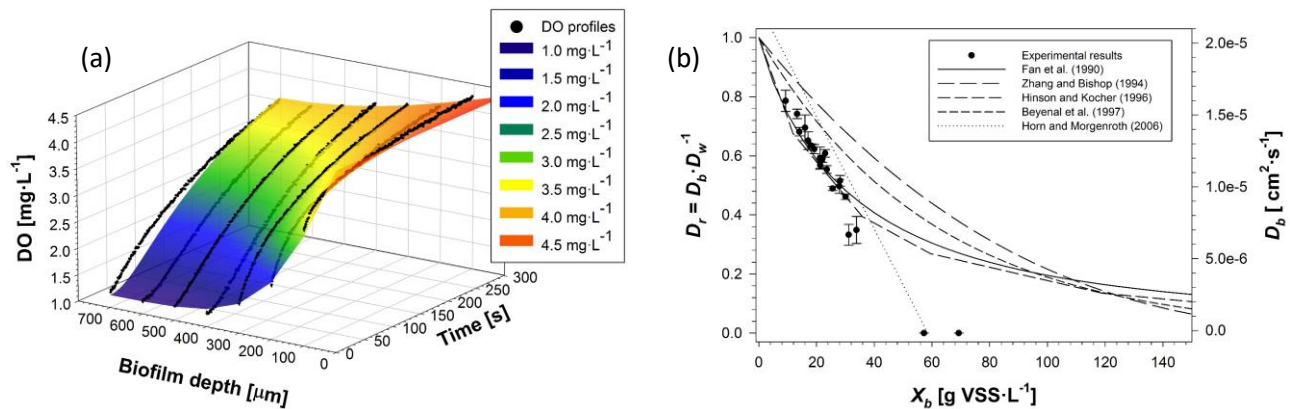 (a)
DO profiles
1.0 mg·L-1
1.5 mg·L-1
2.0 mg·L-1
2.5 mg·L-1
3.0 mg·L-1
3.5 mg·L-1
4.0 mg·L-1
4.5 mg·L-1
DO [mg·L-1]
4.5
4.0
3.5
3.0
2.5
2.0
1.5
1.0
700
600
500
400
300
200
100
0
Biofilm depth [µm]
0
50
100
150
200
250
300
Time [s]
(b)
Experimental results
Fan et al. (1990)
Zhang and Bishop (1994)
Hinson and Kocher (1996)
Beyenal et al. (1997)
Horn and Morgenroth (2006)
Dr = Db·Dw-1
1.0
0.8
0.6
0.4
0.2
0.0
0 20 40 60 80 100 120 140
Xb [g VSS·L-1]
2.0e-5
1.5e-5
1.0e-5
5.0e-6
0.0
Db [cm2·s-1]